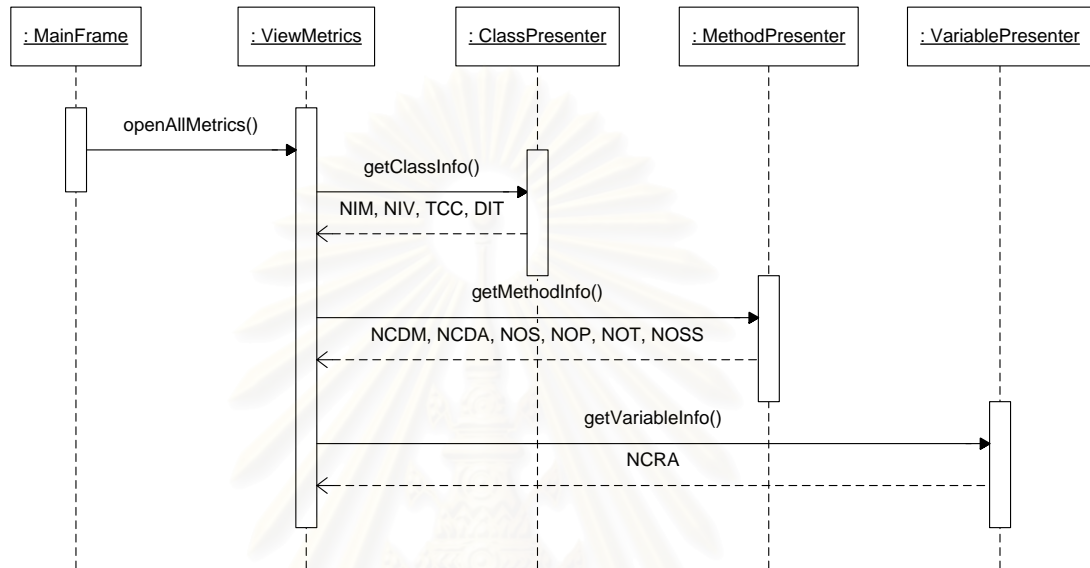 : MainFrame
: ViewMetrics
: ClassPresenter
: MethodPresenter
: VariablePresenter
openAllMetrics()
getClassInfo()
NIM, NIV, TCC, DIT
getMethodInfo()
NCDM, NCDA, NOS, NOP, NOT, NOSS
getVariableInfo()
NCRA